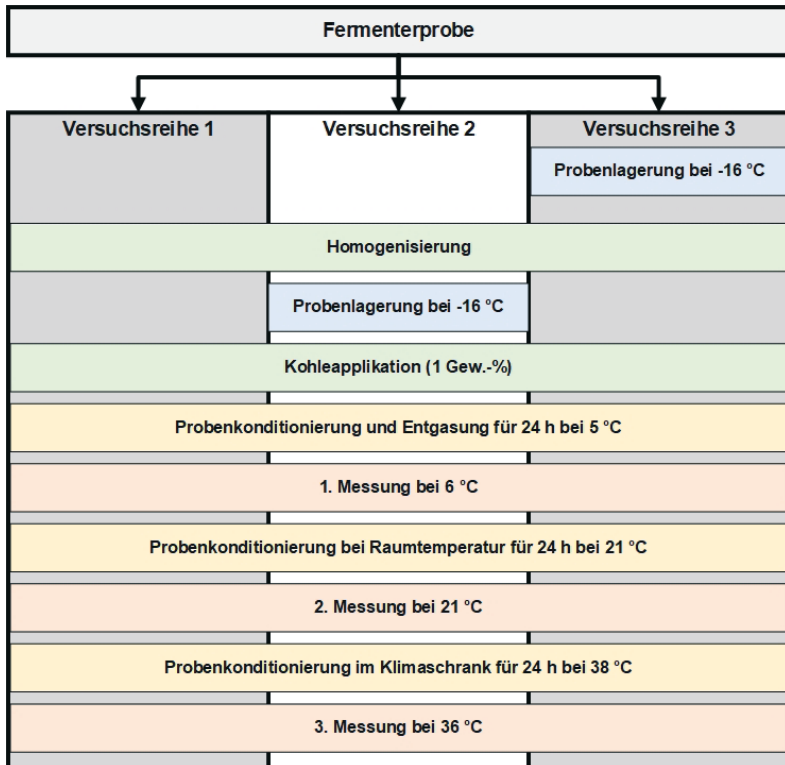 Fermenterprobe
Versuchsreihe 1
Versuchsreihe 2
Versuchsreihe 3
Probenlagerung bei -16 °C
Homogenisierung
Probenlagerung bei -16 °C
Kohleapplikation (1 Gew.-%)
Probenkonditionierung und Entgasung für 24 h bei 5 °C
1. Messung bei 6 °C
Probenkonditionierung bei Raumtemperatur für 24 h bei 21 °C
2. Messung bei 21 °C
Probenkonditionierung im Klimaschrank für 24 h bei 38 °C
3. Messung bei 36 °C